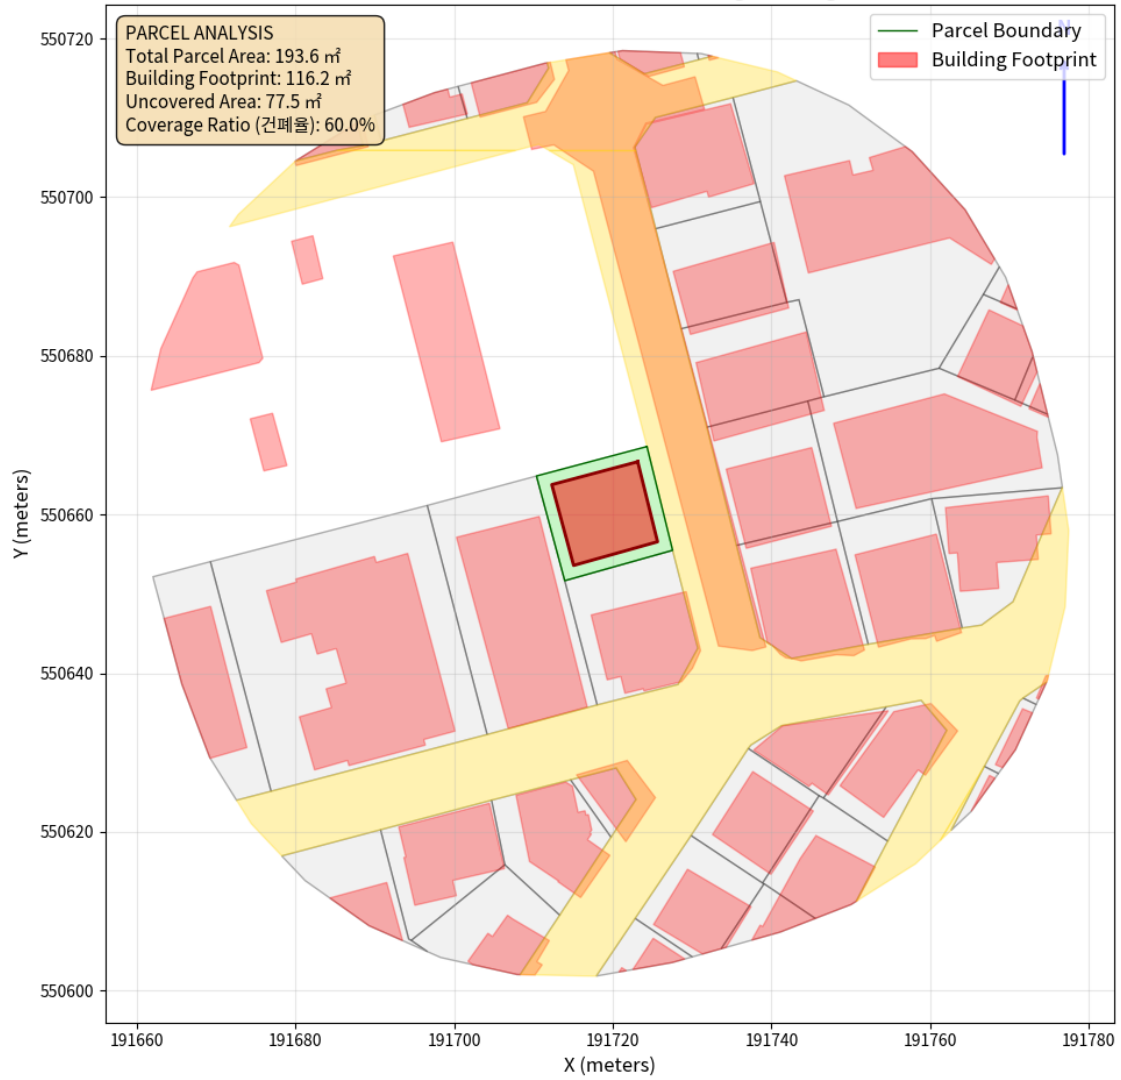 PARCEL ANALYSIS
Total Parcel Area: 193.6 ㎡
Building Footprint: 116.2 ㎡
Uncovered Area: 77.5 ㎡
Coverage Ratio (건폐율): 60.0%
Parcel Boundary
Building Footprint
N
550720
550700
550680
550660
550640
550620
550600
Y (meters)
191660
191680
191700
191720
191740
191760
191780
X (meters)